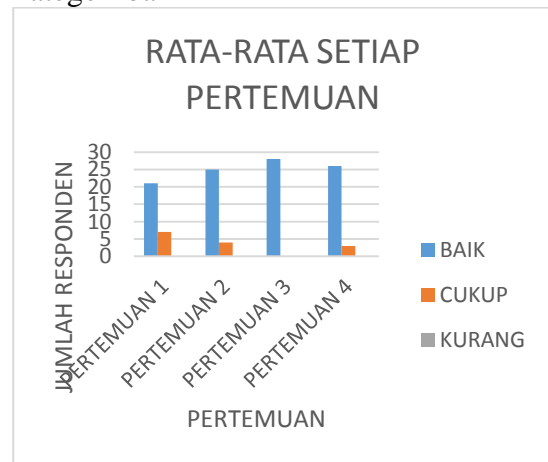 RATA-RATA SETIAP
PERTEMUAN
JUMLAH RESPONDEN
30
25
20
15
10
5
0
PERTEMUAN 1
PERTEMUAN 2
PERTEMUAN 3
PERTEMUAN 4
PERTEMUAN
BAIK
CUKUP
KURANG